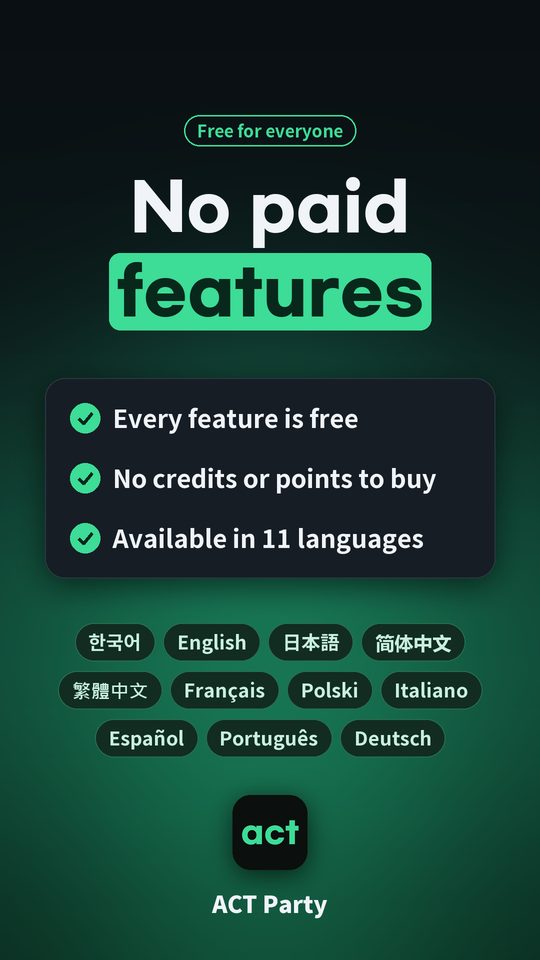 Free for everyone
No paid
features
Every feature is free
No credits or points to buy
Available in 11 languages
한국어 English 日本語 简体中文
繁體中文 Français Polski Italiano
Español Português Deutsch
act
ACT Party